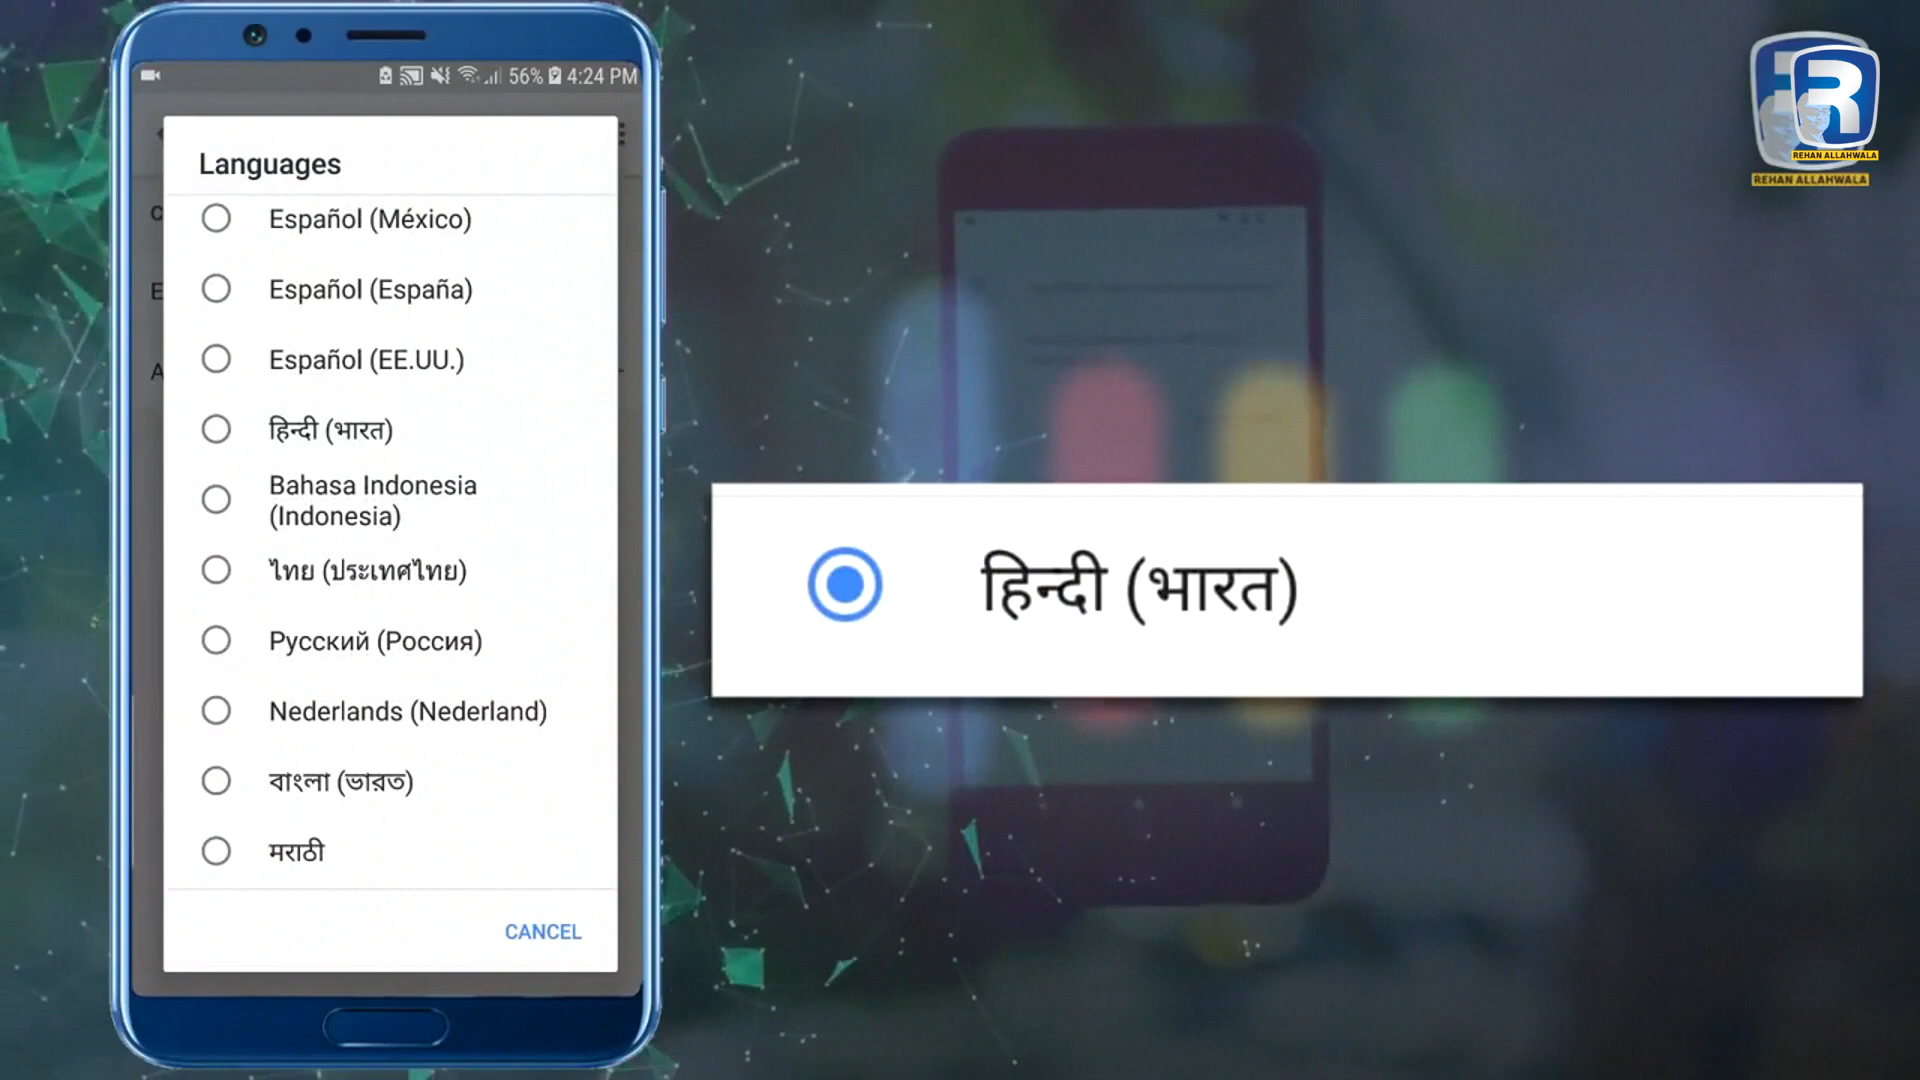 56% 4:24 PM
Languages
Español (México)
Español (España)
Español (EE.UU.)
हिन्दी (भारत)
Bahasa Indonesia
(Indonesia)
ไทย (ประเทศไทย)
Русский (Россия)
Nederlands (Nederland)
বাংলা (ভারত)
मराठी
CANCEL
हिन्दी (भारत)
R
REHAN ALLAHWALA
REHAN ALLAHWALA
C
E
A